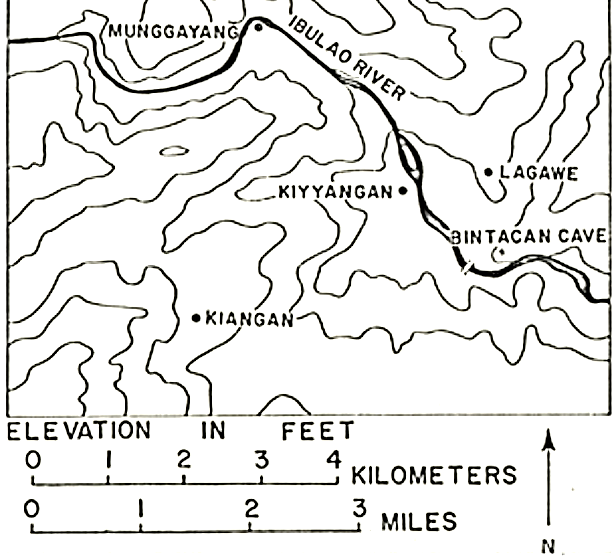 MUNGGAYANG
IBULAO RIVER
LAGAWE
KIYYANGAN
BINTACAN CAVE
KIANGAN
ELEVATION IN FEET
0 1 2 3 4
KILOMETERS
0 1 2 3
MILES
N